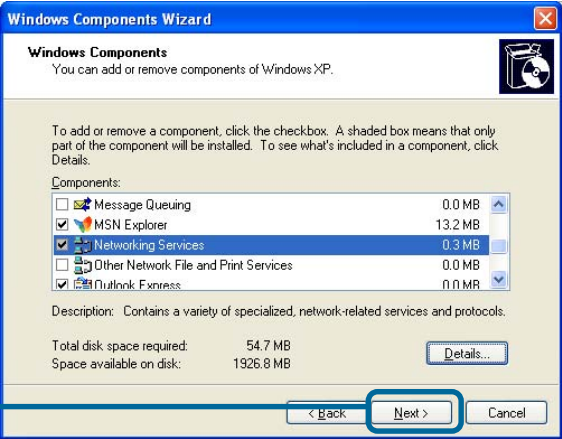 Windows Components Wizard
Windows Components
You can add or remove components of Windows XP.
To add or remove a component, click the checkbox. A shaded box means that only
part of the component will be installed. To see what's included in a component, click
Details.
Components:
Message Queuing 0.0 MB
MSN Explorer 13.2 MB
Networking Services 0.3 MB
Other Network File and Print Services 0.0 MB
Outlook Express 0.0 MB
Description: Contains a variety of specialized, network-related services and protocols.
Total disk space required: 54.7 MB
Space available on disk: 1926.8 MB
Details...
< Back Next > Cancel